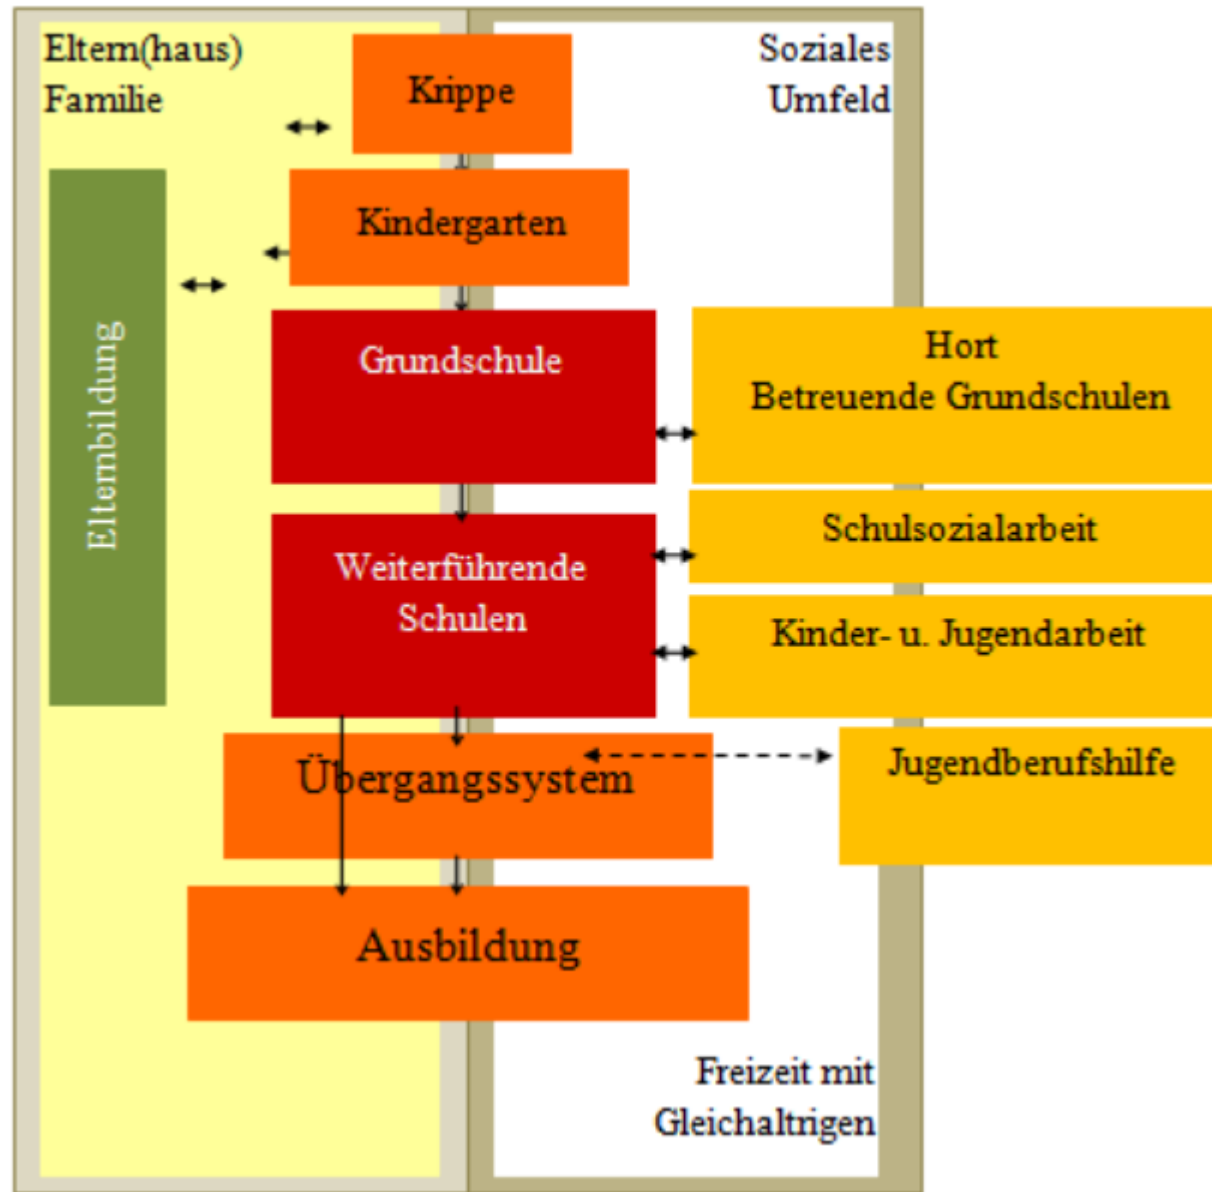 Eltern(haus)
Familie
Soziales
Umfeld
Krippe
Kindergarten
Elternbildung
Grundschule
Hort
Betreuende Grundschulen
Schulsozialarbeit
Weiterführende
Schulen
Kinder- u. Jugendarbeit
Übergangssystem
Jugendberufshilfe
Ausbildung
Freizeit mit
Gleichaltrigen